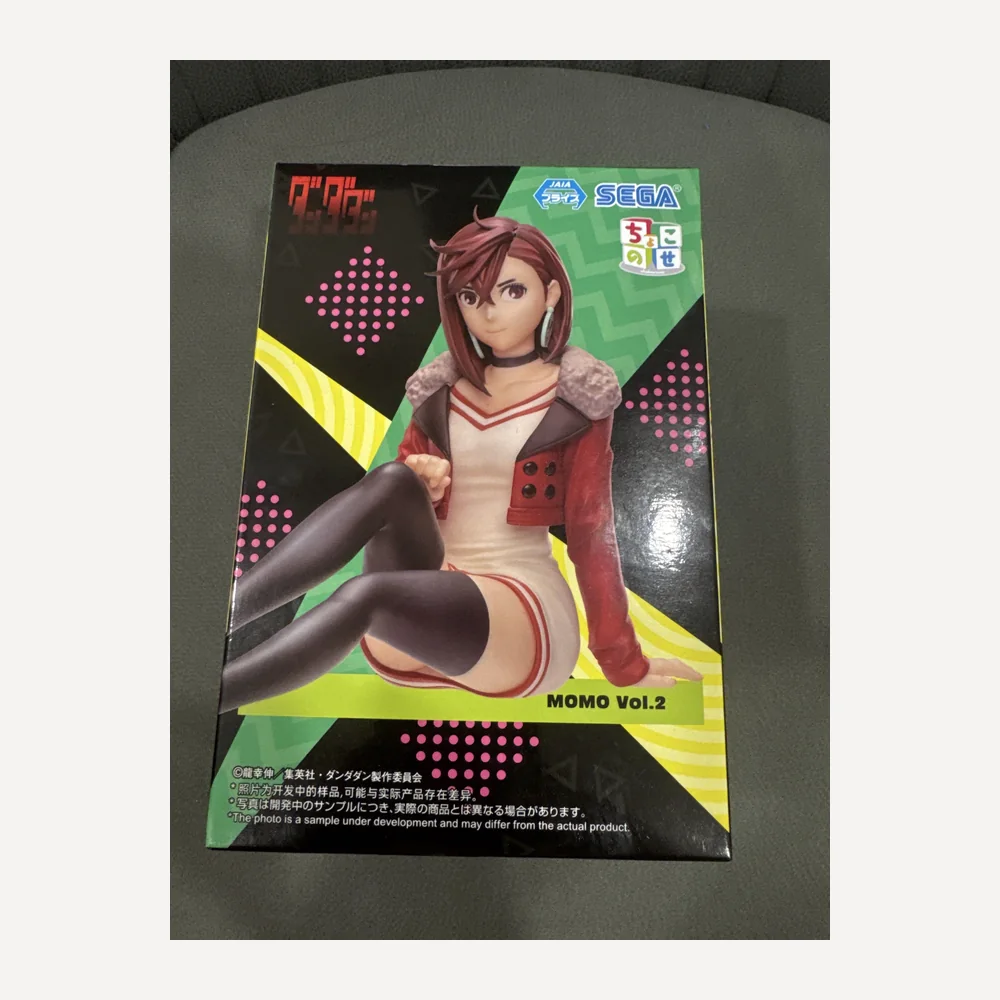 ダンダダン
JAIA
プライズ
SEGA®
ちょこ
のせ
MOMO Vol.2
©龍幸伸/集英社・ダンダダン製作委員会
*照片为开发中的样品,可能与实际产品存在差异。
*写真は開発中のサンプルにつき、実際の商品とは異なる場合があります。
*The photo is a sample under development and may differ from the actual product.